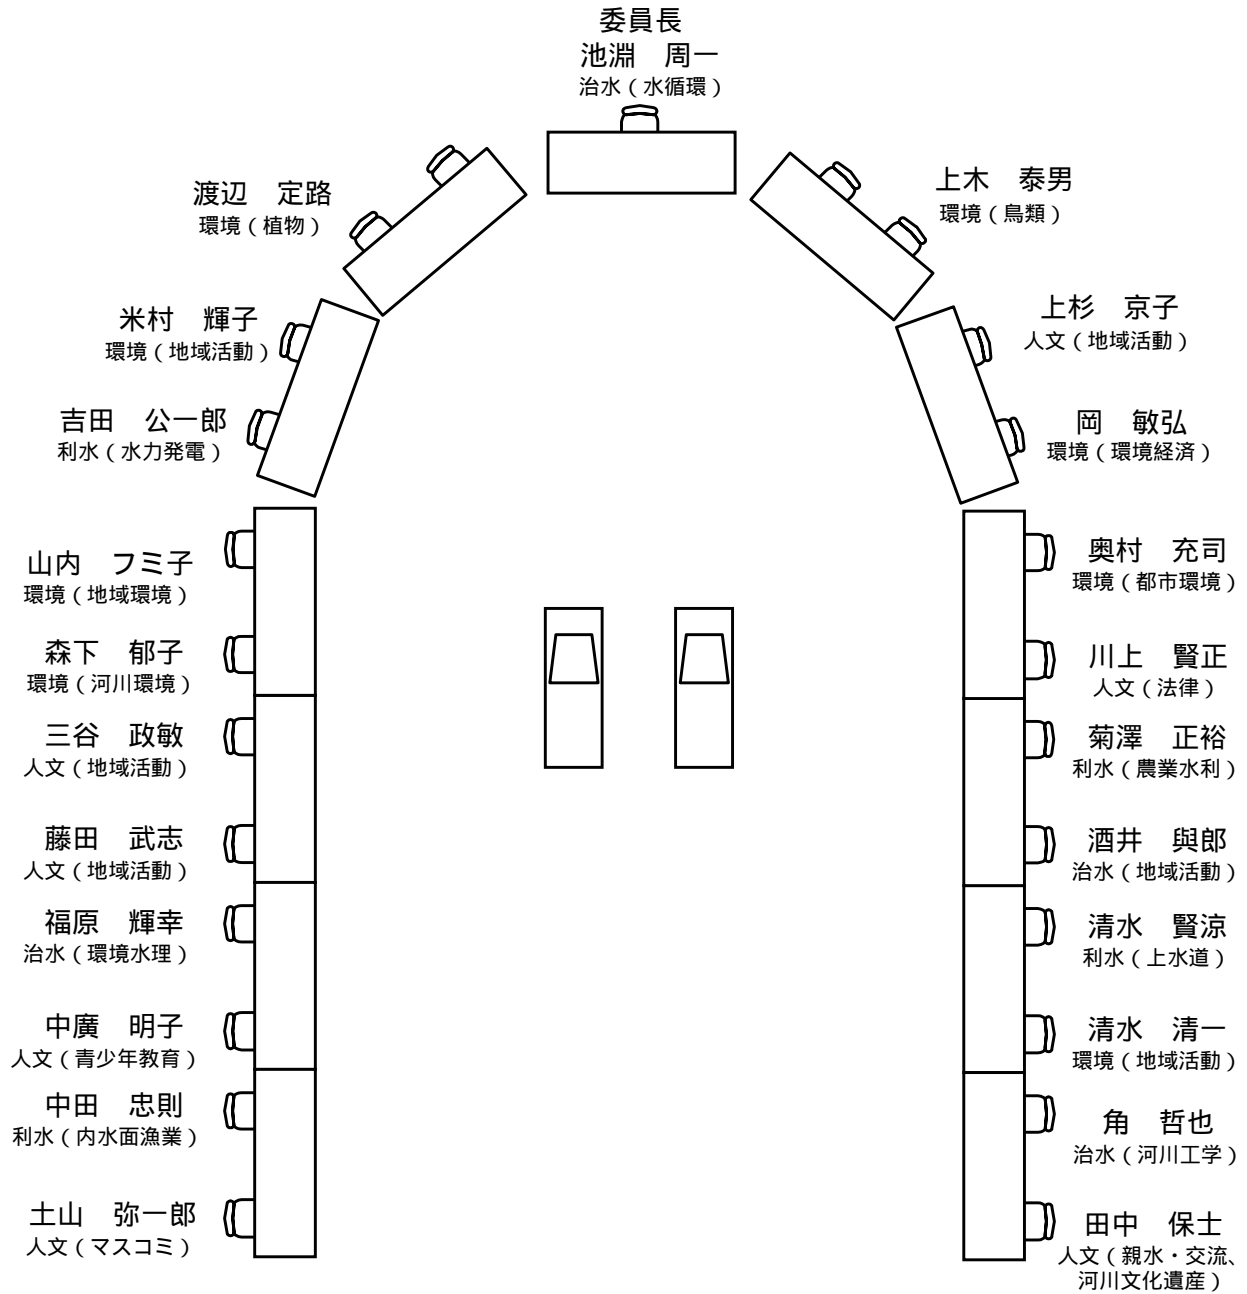 委員長
池淵　周一
治水（水循環）
渡辺　定路
環境（植物）
上木　泰男
環境（鳥類）
米村　輝子
環境（地域活動）
上杉　京子
人文（地域活動）
吉田　公一郎
利水（水力発電）
岡　敏弘
環境（環境経済）
山内　フミ子
環境（地域環境）
奥村　充司
環境（都市環境）
森下　郁子
環境（河川環境）
川上　賢正
人文（法律）
三谷　政敏
人文（地域活動）
菊澤　正裕
利水（農業水利）
藤田　武志
人文（地域活動）
酒井　與郎
治水（地域活動）
福原　輝幸
治水（環境水理）
清水　賢涼
利水（上水道）
中廣　明子
人文（青少年教育）
清水　清一
環境（地域活動）
中田　忠則
利水（内水面漁業）
角　哲也
治水（河川工学）
土山　弥一郎
人文（マスコミ）
田中　保士
人文（親水・交流、
河川文化遺産）